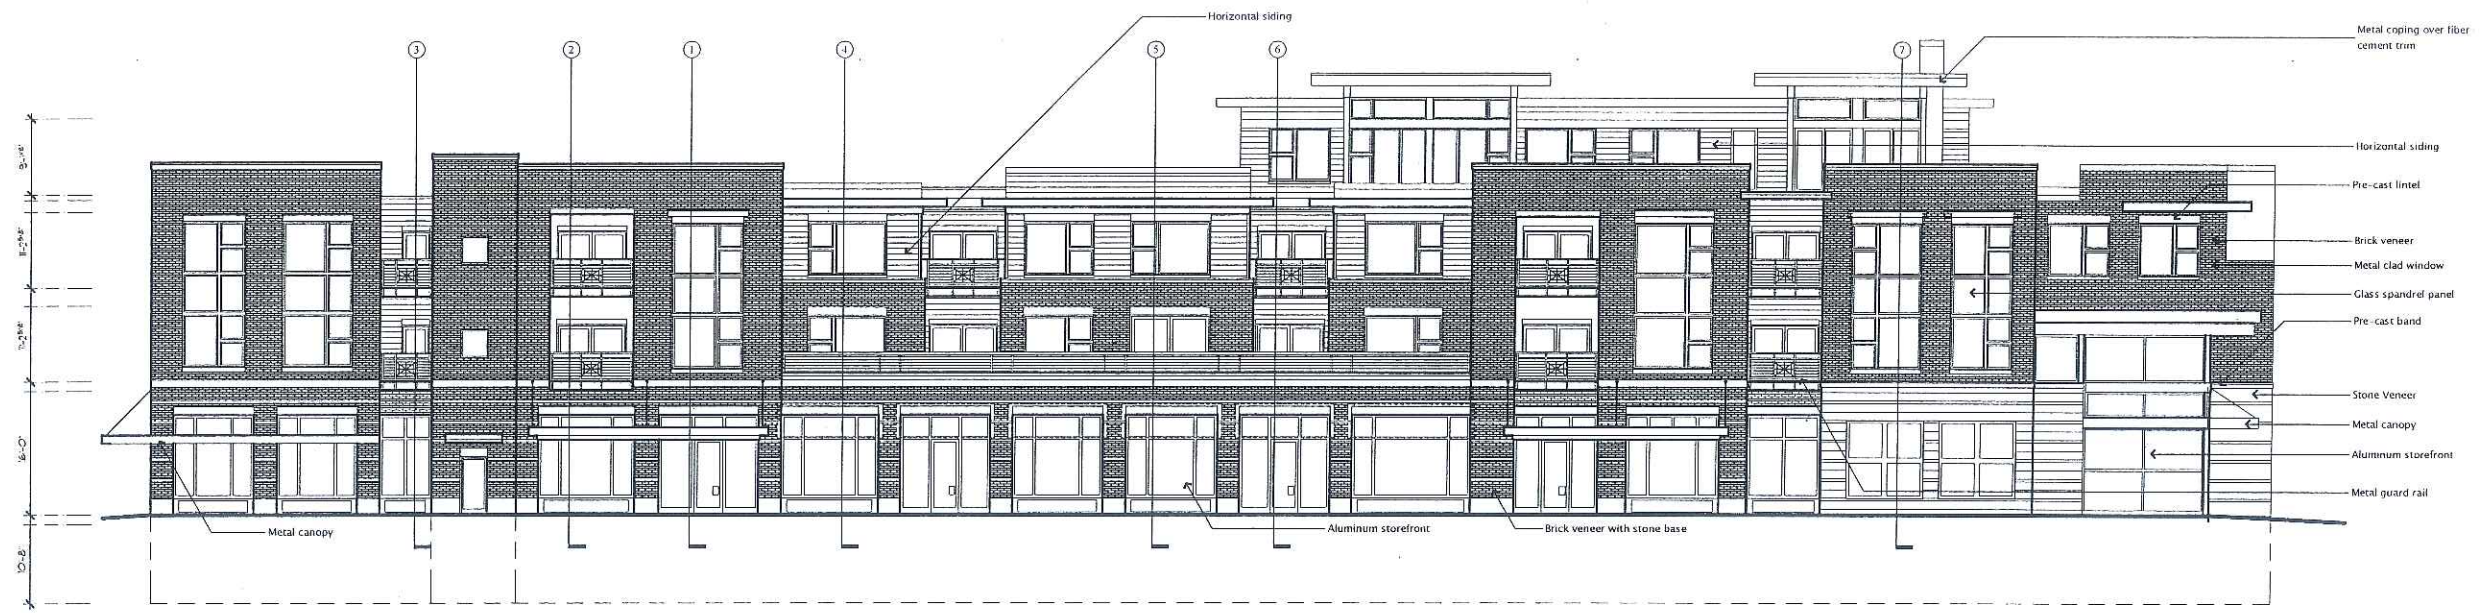 Horizontal siding
Metal coping over fiber
cement trim
3
2
1
4
5
6
7
Horizontal siding
Pre-cast lintel
Brick veneer
Metal clad window
Glass spandrel panel
Pre-cast band
Stone Veneer
Metal canopy
Aluminum storefront
Metal guard rail
16'-0"
10'-8"
Metal canopy
Aluminum storefront
Brick veneer with stone base